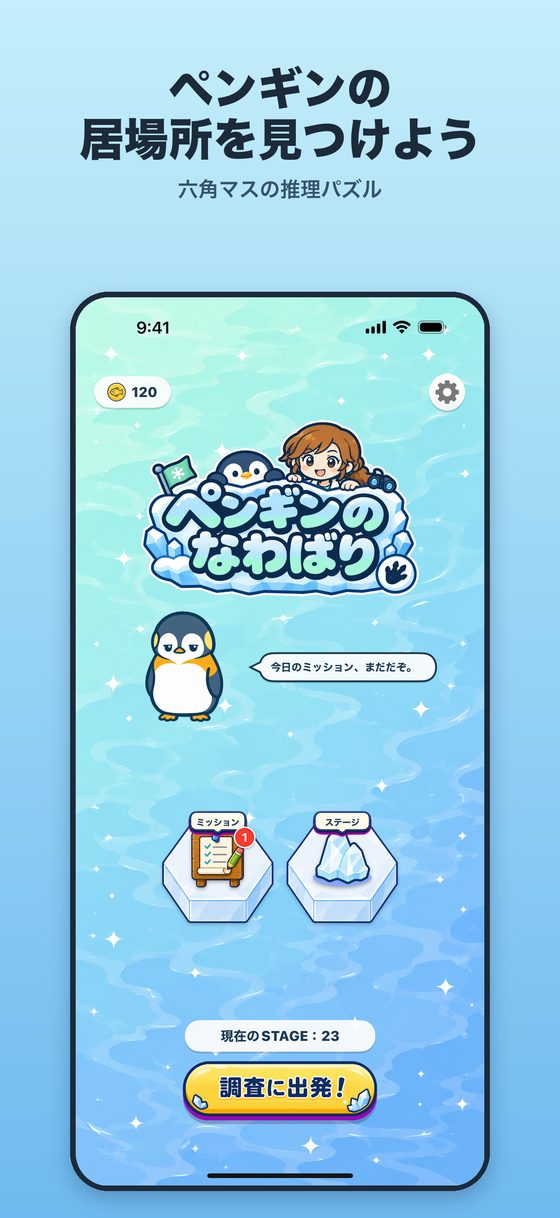 ペンギンの
居場所を見つけよう
六角マスの推理パズル
9:41
120
ペンギンの
なわばり
今日のミッション、まだだぞ。
ミッション
1
ステージ
現在のSTAGE：23
調査に出発！